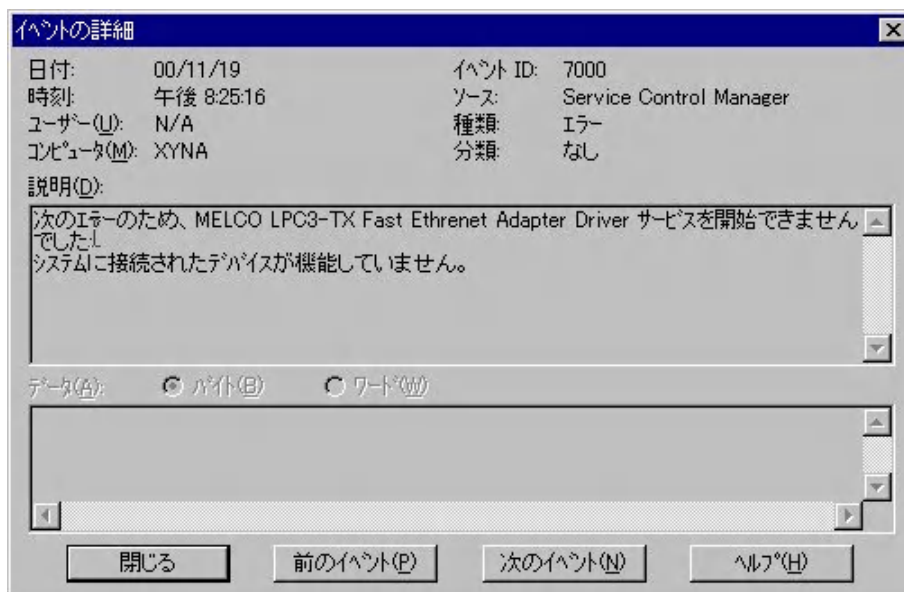 イベントの詳細
日付: 00/11/19 イベント ID: 7000
時刻: 午後 8:25:16 ソース: Service Control Manager
ユーザー(U): N/A 種類: エラー
コンピュータ(M): XYNA 分類: なし
説明(D):
次のエラーのため、MELCO LPC3-TX Fast Ethrenet Adapter Driver サービスを開始できません
でした:
システムに接続されたデバイスが機能していません。
データ(A): バイト(B) ワード(W)
閉じる 前のイベント(P) 次のイベント(N) ヘルプ(H)